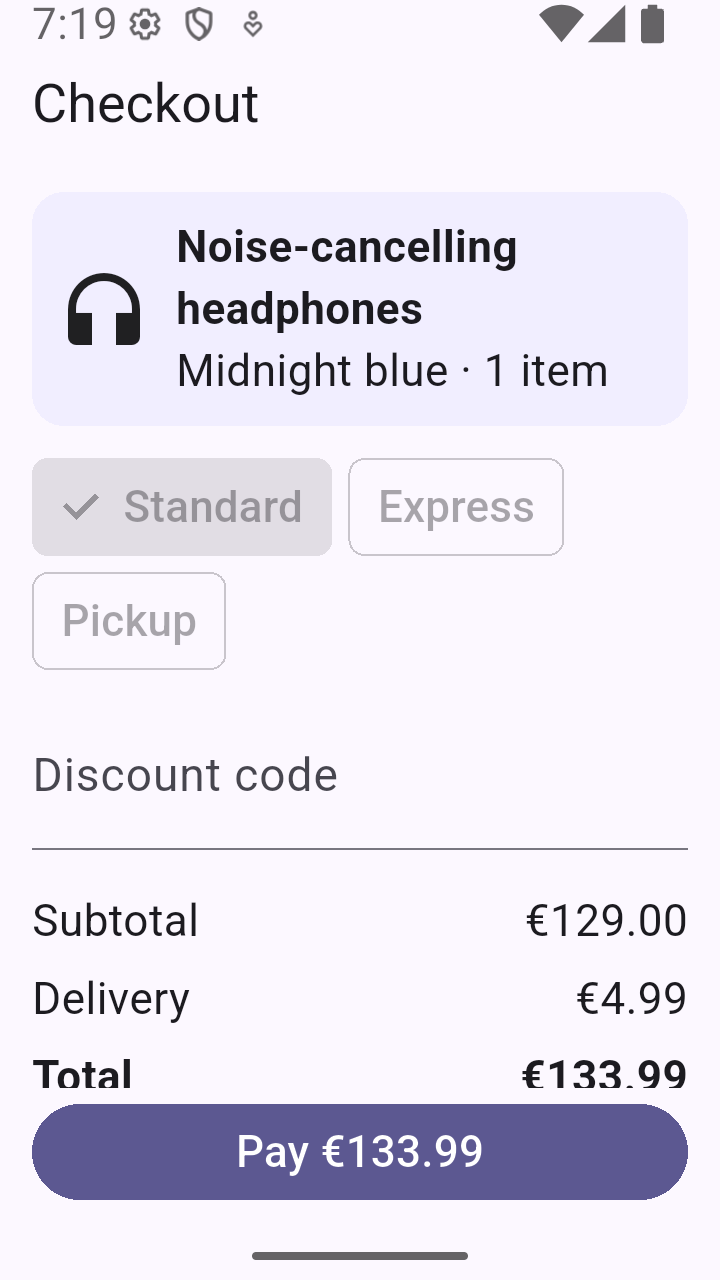 7:19
Checkout
Noise-cancelling
headphones
Midnight blue · 1 item
Standard
Express
Pickup
Discount code
Subtotal €129.00
Delivery €4.99
Total €133.99
Pay €133.99